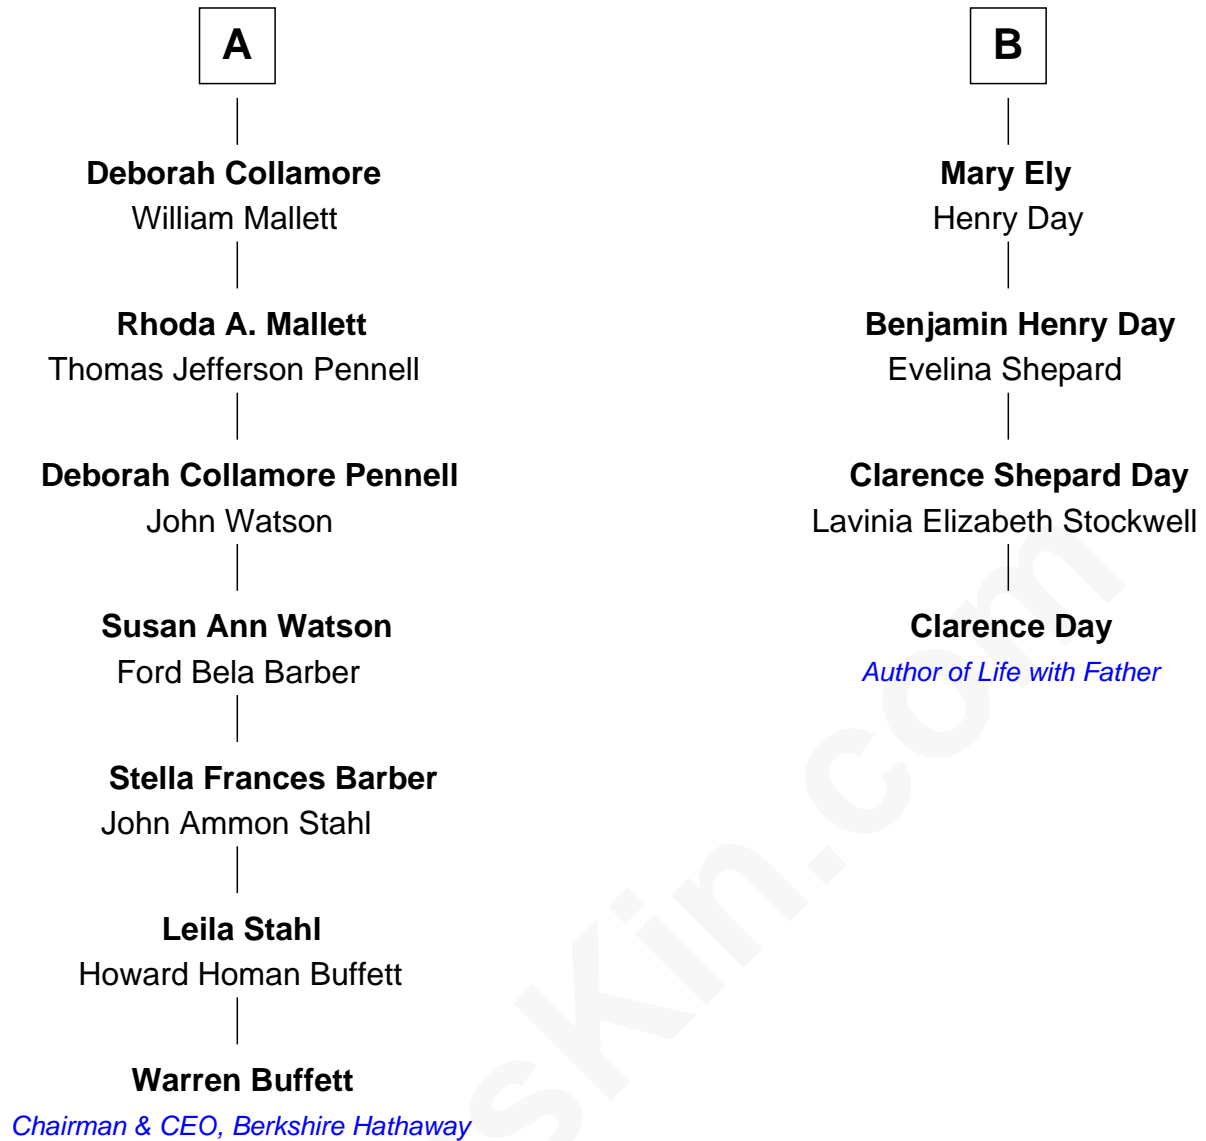 A
Deborah Collamore
William Mallett
Rhoda A. Mallett
Thomas Jefferson Pennell
Deborah Collamore Pennell
John Watson
Susan Ann Watson
Ford Bela Barber
Stella Frances Barber
John Ammon Stahl
Leila Stahl
Howard Homan Buffett
Warren Buffett
Chairman & CEO, Berkshire Hathaway
B
Mary Ely
Henry Day
Benjamin Henry Day
Evelina Shepard
Clarence Shepard Day
Lavinia Elizabeth Stockwell
Clarence Day
Author of Life with Father
sKin.com